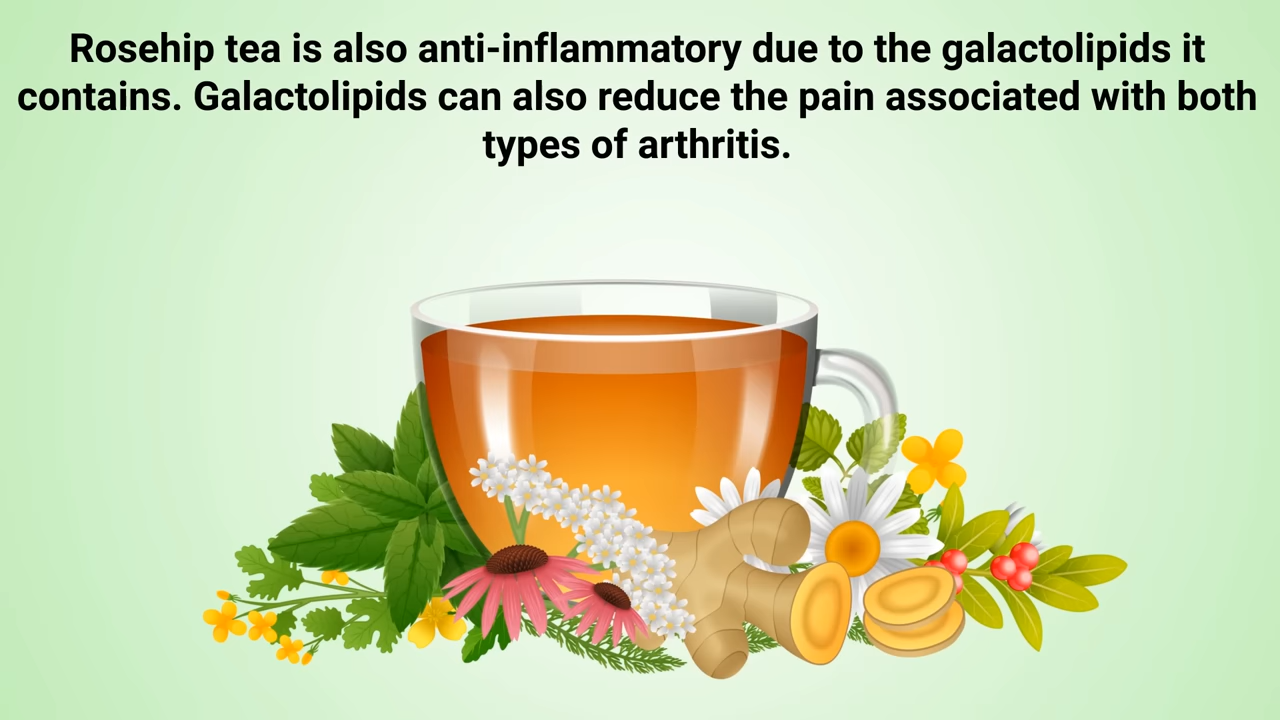 Rosehip tea is also anti-inflammatory due to the galactolipids it
contains. Galactolipids can also reduce the pain associated with both
types of arthritis.